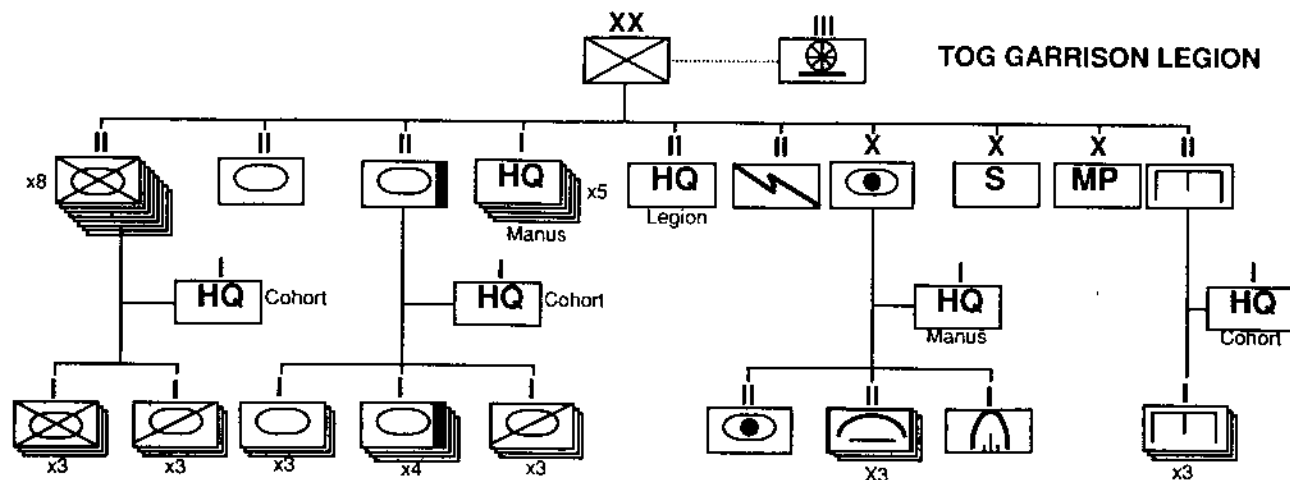 XX
III
TOG GARRISON LEGION
II
II
II
I
II
II
X
X
X
II
x8
HQ
x5
HQ
S
MP
Manus
Legion
I
I
I
I
HQ
Cohort
HQ
Cohort
HQ
HQ
Manus
Cohort
I
I
I
I
I
II
II
I
I
x3
x3
x3
x4
x3
X3
x3